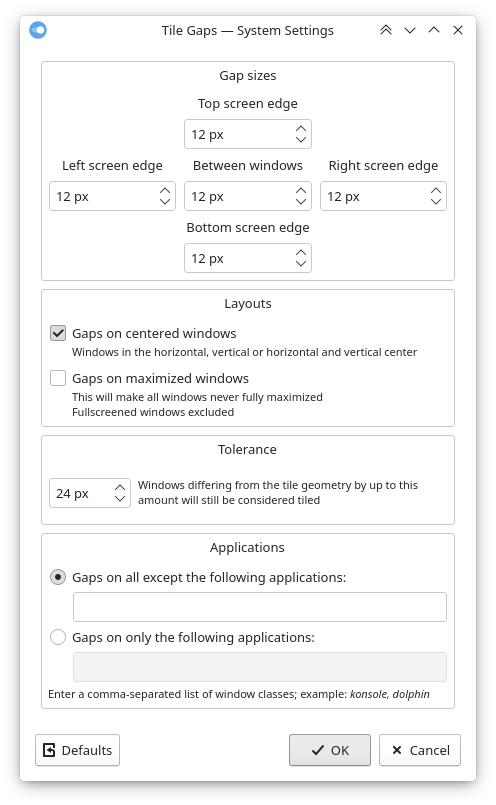 Tile Gaps — System Settings
Gap sizes
Top screen edge
12 px
Left screen edge Between windows Right screen edge
12 px 12 px 12 px
Bottom screen edge
12 px
Layouts
Gaps on centered windows
Windows in the horizontal, vertical or horizontal and vertical center
Gaps on maximized windows
This will make all windows never fully maximized
Fullscreened windows excluded
Tolerance
24 px
Windows differing from the tile geometry by up to this
amount will still be considered tiled
Applications
Gaps on all except the following applications:
Gaps on only the following applications:
Enter a comma-separated list of window classes; example: konsole, dolphin
Defaults OK Cancel